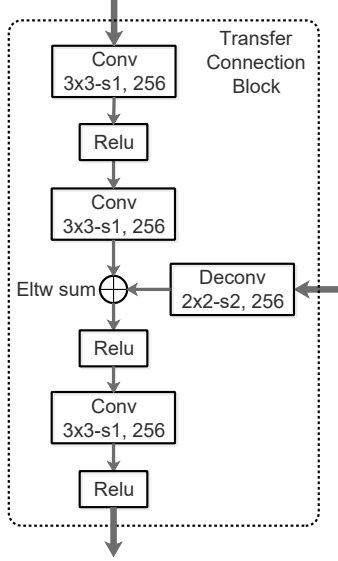 Transfer
Connection
Block
Conv
3x3-s1, 256
Relu
Conv
3x3-s1, 256
Eltw sum
Deconv
2x2-s2, 256
Relu
Conv
3x3-s1, 256
Relu